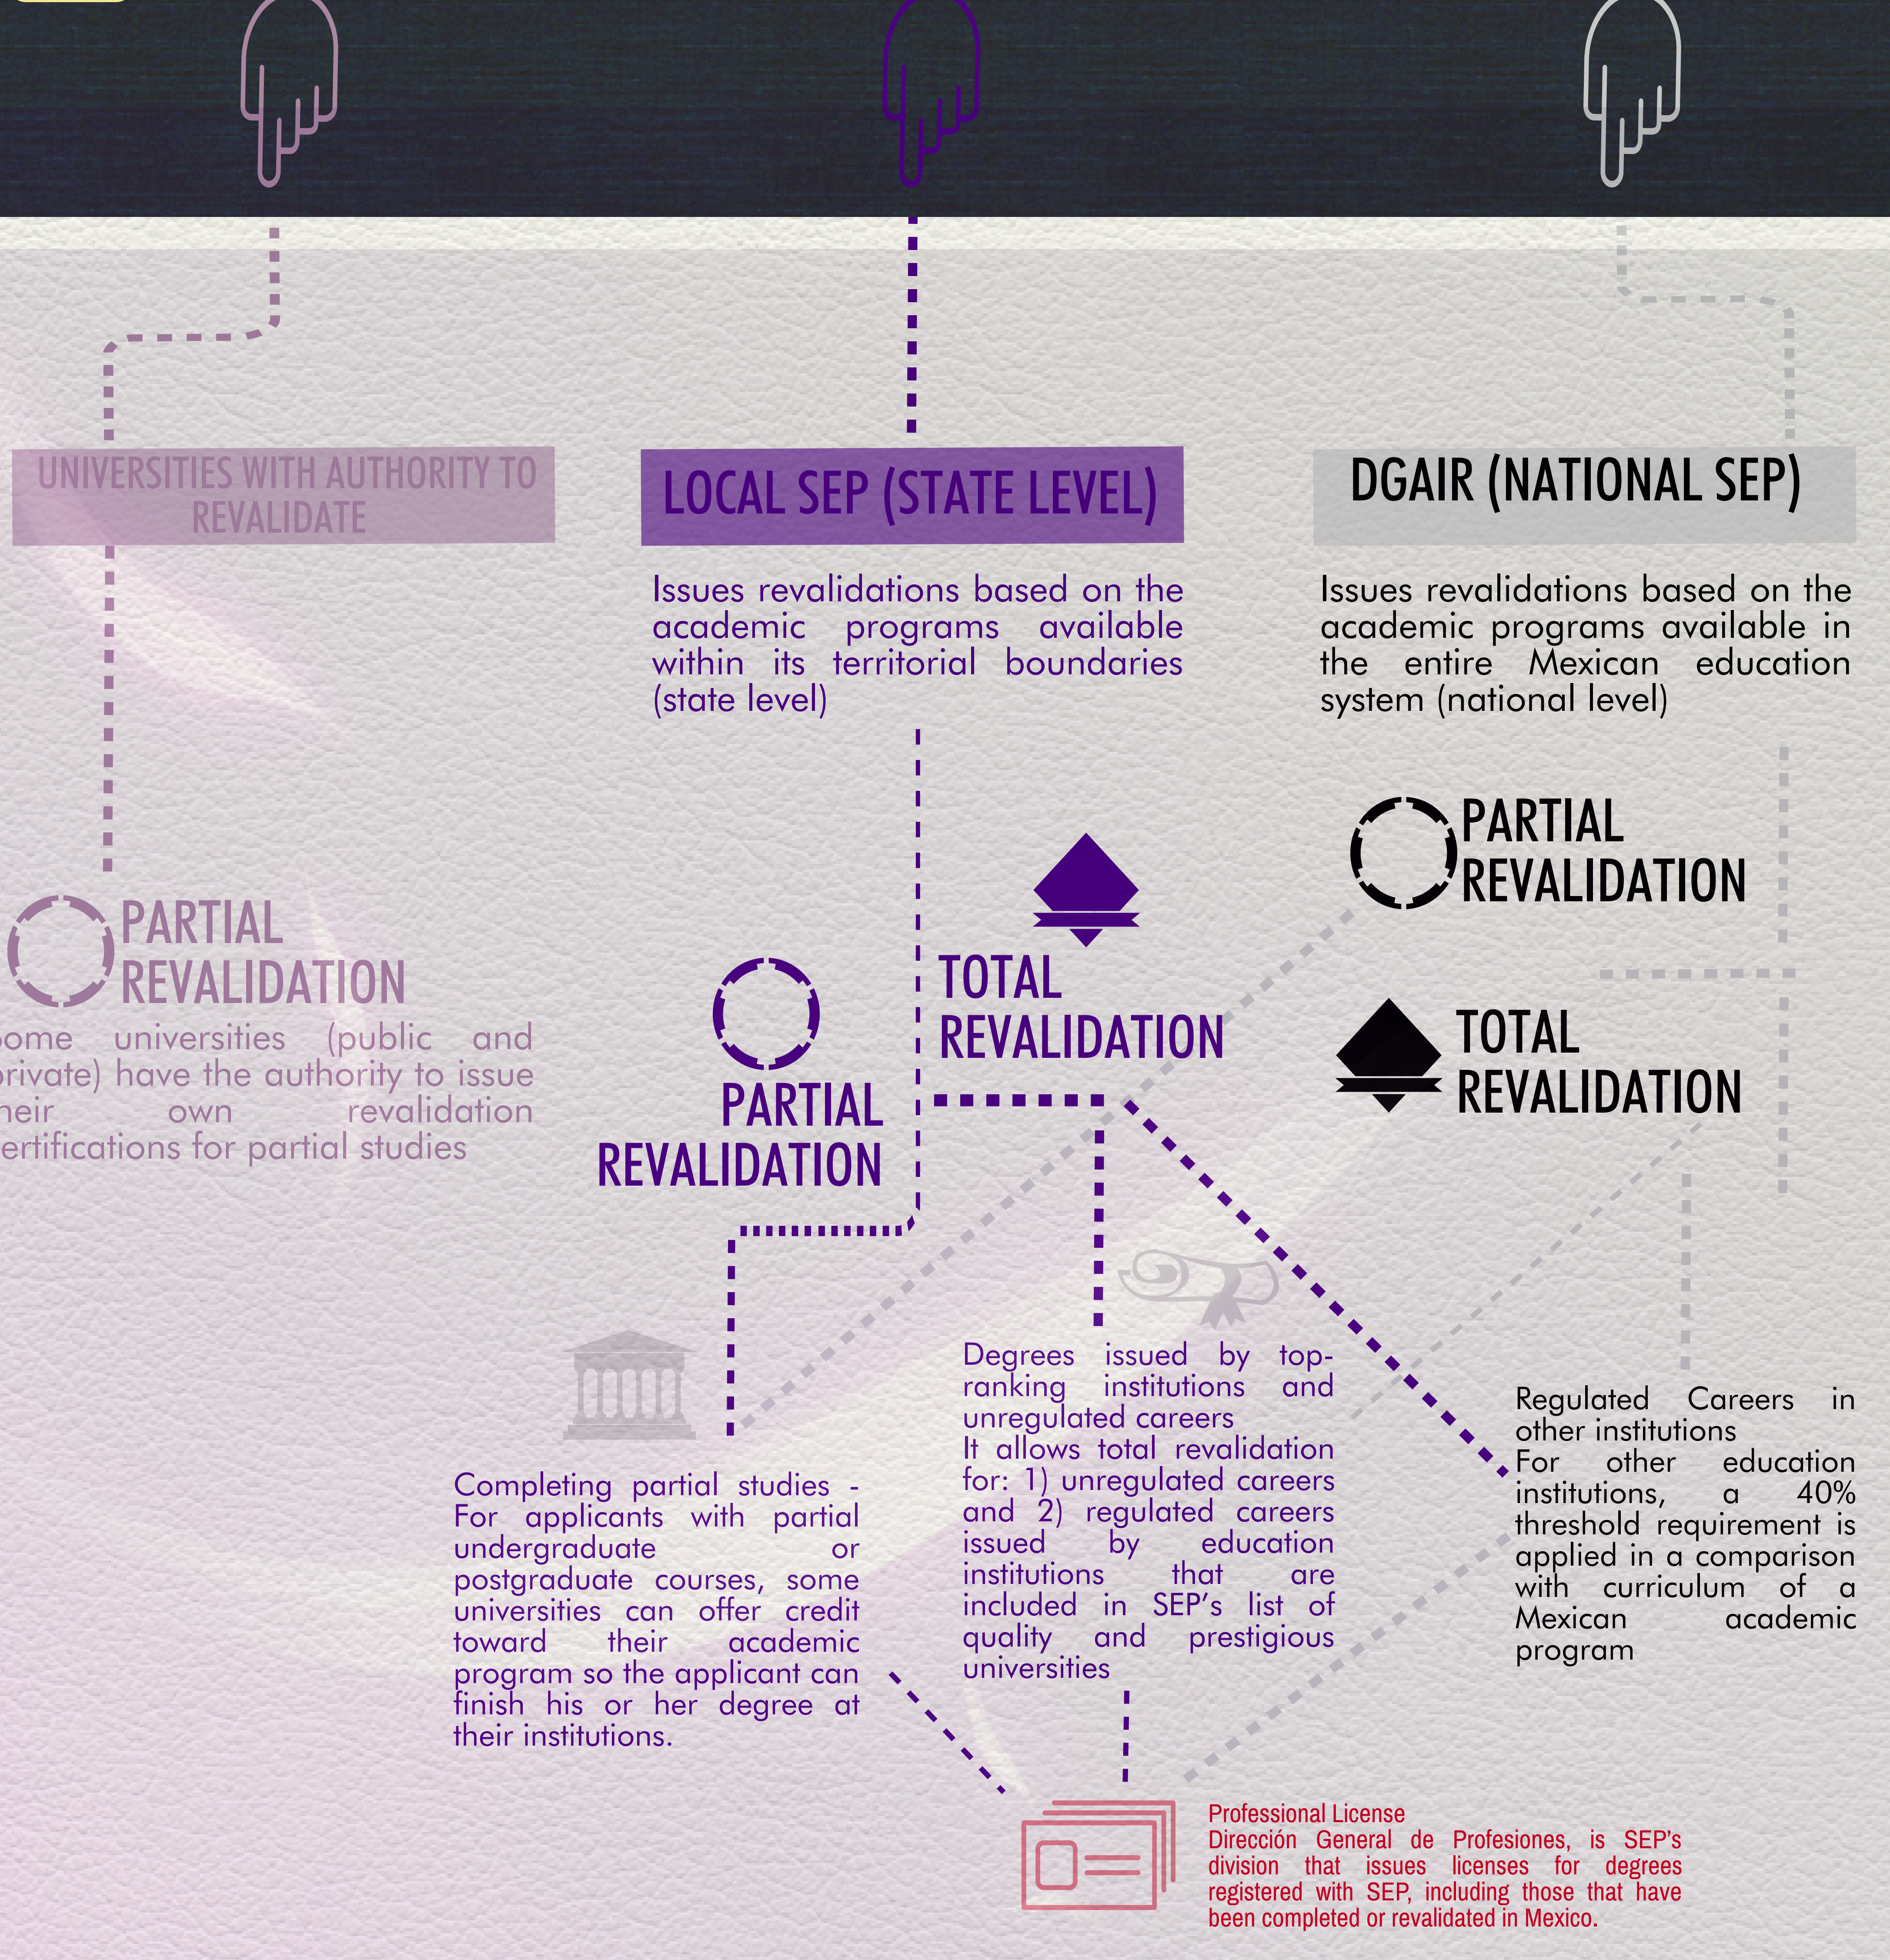 UNIVERSITIES WITH AUTHORITY TO
REVALIDATE
PARTIAL
REVALIDATION
universities (public and
have the authority to issue
own revalidation
for partial studies
LOCAL SEP (STATE LEVEL)
Issues revalidations based on the
academic programs available
within its territorial boundaries
(state level)
TOTAL
REVALIDATION
PARTIAL
REVALIDATION
DGAIR (NATIONAL SEP)
Issues revalidations based on the
academic programs available in
the entire Mexican education
system (national level)
PARTIAL
REVALIDATION
TOTAL
REVALIDATION
Completing partial studies -
For applicants with partial
undergraduate or
postgraduate courses, some
universities can offer credit
toward their academic
program so the applicant can
finish his or her degree at
their institutions.
Degrees issued by top-
ranking institutions and
unregulated careers
It allows total revalidation
for: 1) unregulated careers
and 2) regulated careers
issued by education
institutions that are
included in SEP's list of
quality and prestigious
universities
Regulated Careers in
other institutions
For other education
institutions, a 40%
threshold requirement is
applied in a comparison
with curriculum of a
Mexican academic
program
Professional License
Dirección General de Profesiones, is SEP's
division that issues licenses for degrees
registered with SEP, including those that have
been completed or revalidated in Mexico.